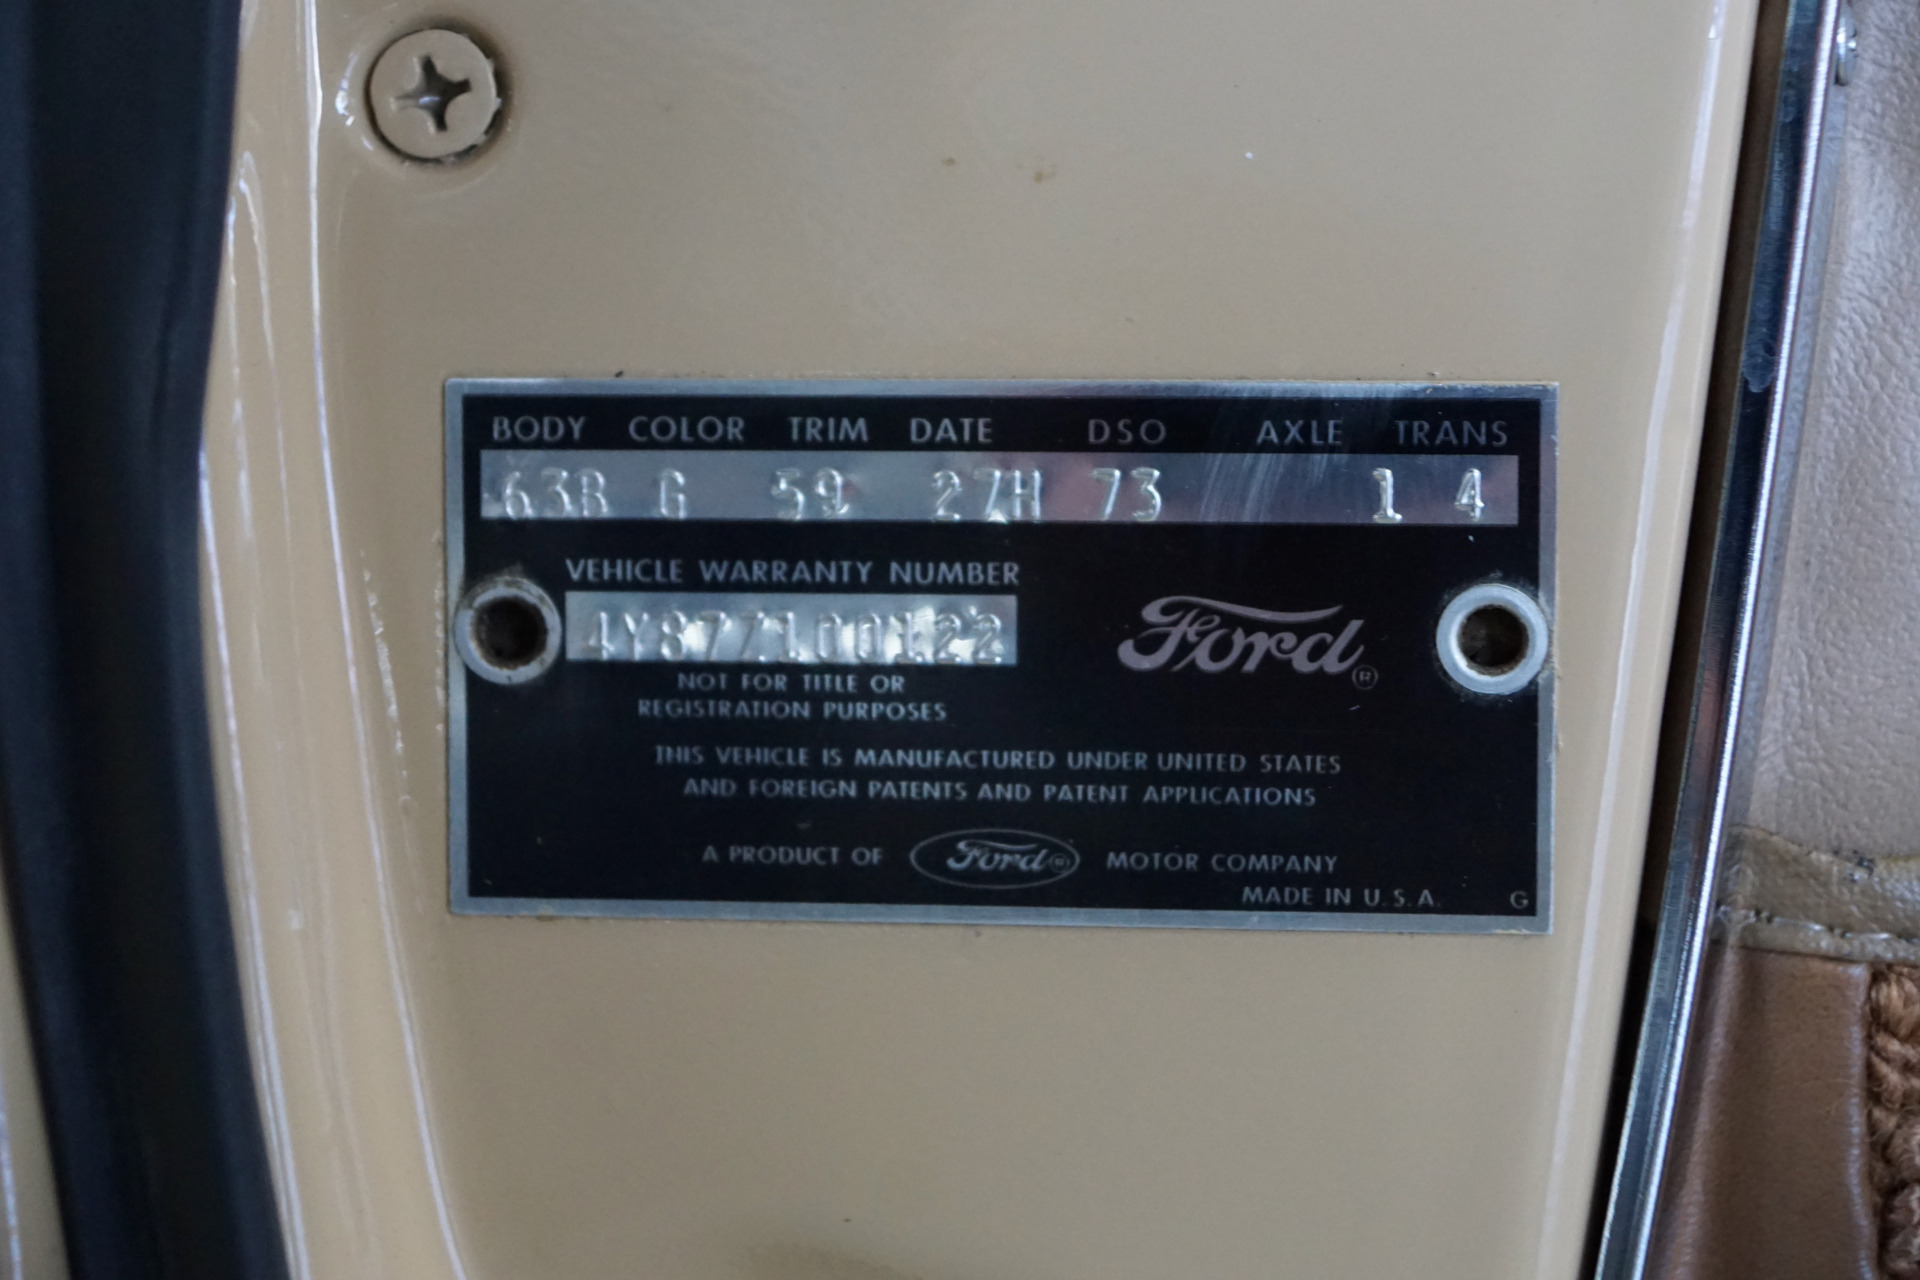 BODY COLOR TRIM DATE DSO AXLE TRANS
63B G 59 27H 73 1 4
VEHICLE WARRANTY NUMBER
4Y87Z100122
Ford®
NOT FOR TITLE OR
REGISTRATION PURPOSES
THIS VEHICLE IS MANUFACTURED UNDER UNITED STATES
AND FOREIGN PATENTS AND PATENT APPLICATIONS
A PRODUCT OF Ford® MOTOR COMPANY
MADE IN U.S.A. G